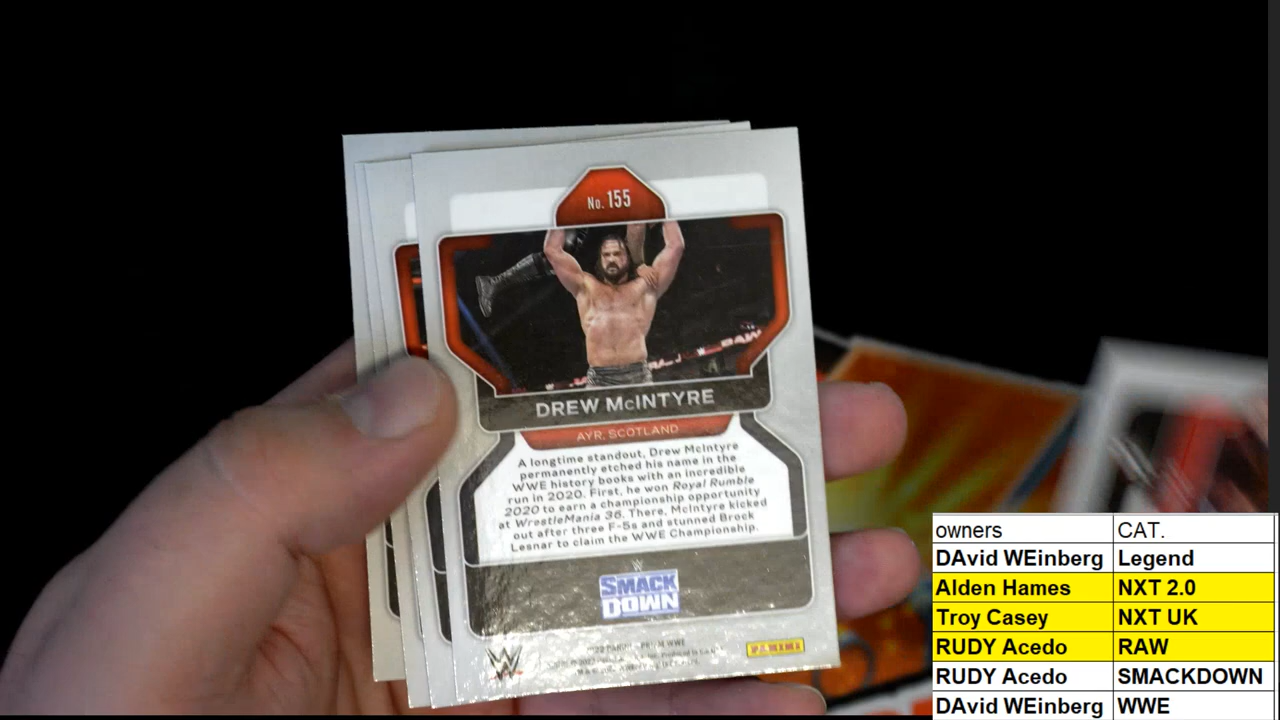 No. 155
RAW
DREW McINTYRE
AYR, SCOTLAND
A longtime standout, Drew McIntyre
permanently etched his name in the
WWE history books with an incredible
run in 2020. First, he won Royal Rumble
2020 to earn a championship opportunity
at WrestleMania 36. There, McIntyre kicked
out after three F-5s and stunned Brock
Lesnar to claim the WWE Championship.
SMACK
DOWN
PANINI
owners CAT.
DAvid WEinberg Legend
Alden Hames NXT 2.0
Troy Casey NXT UK
RUDY Acedo RAW
RUDY Acedo SMACKDOWN
DAvid WEinberg WWE